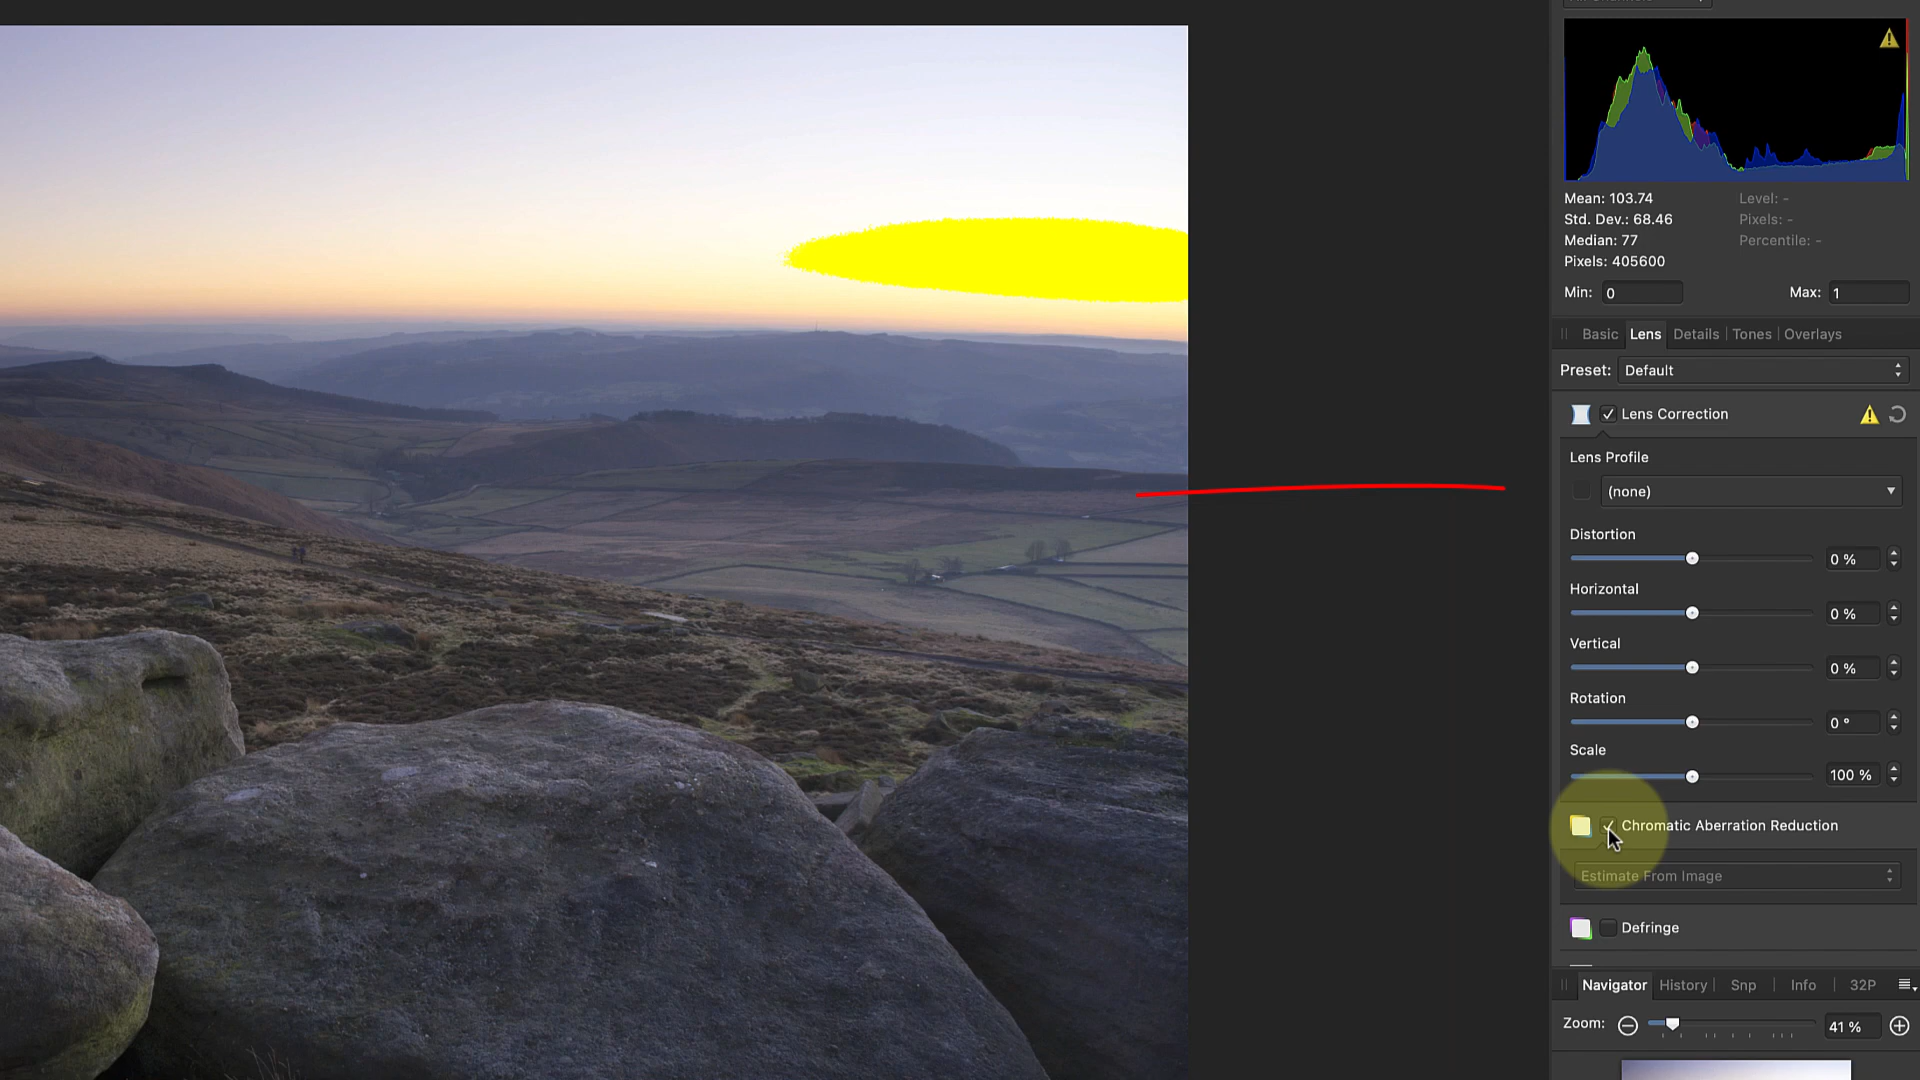 Mean: 103.74 Level: -
Std. Dev.: 68.46 Pixels: -
Median: 77 Percentile: -
Pixels: 405600
Min: 0 Max: 1
Basic Lens Details Tones Overlays
Preset: Default
Lens Correction
Lens Profile
(none)
Distortion
0 %
Horizontal
0 %
Vertical
0 %
Rotation
0 °
Scale
100 %
Chromatic Aberration Reduction
Estimate From Image
Defringe
Navigator History Snp Info 32P
Zoom: 41 %